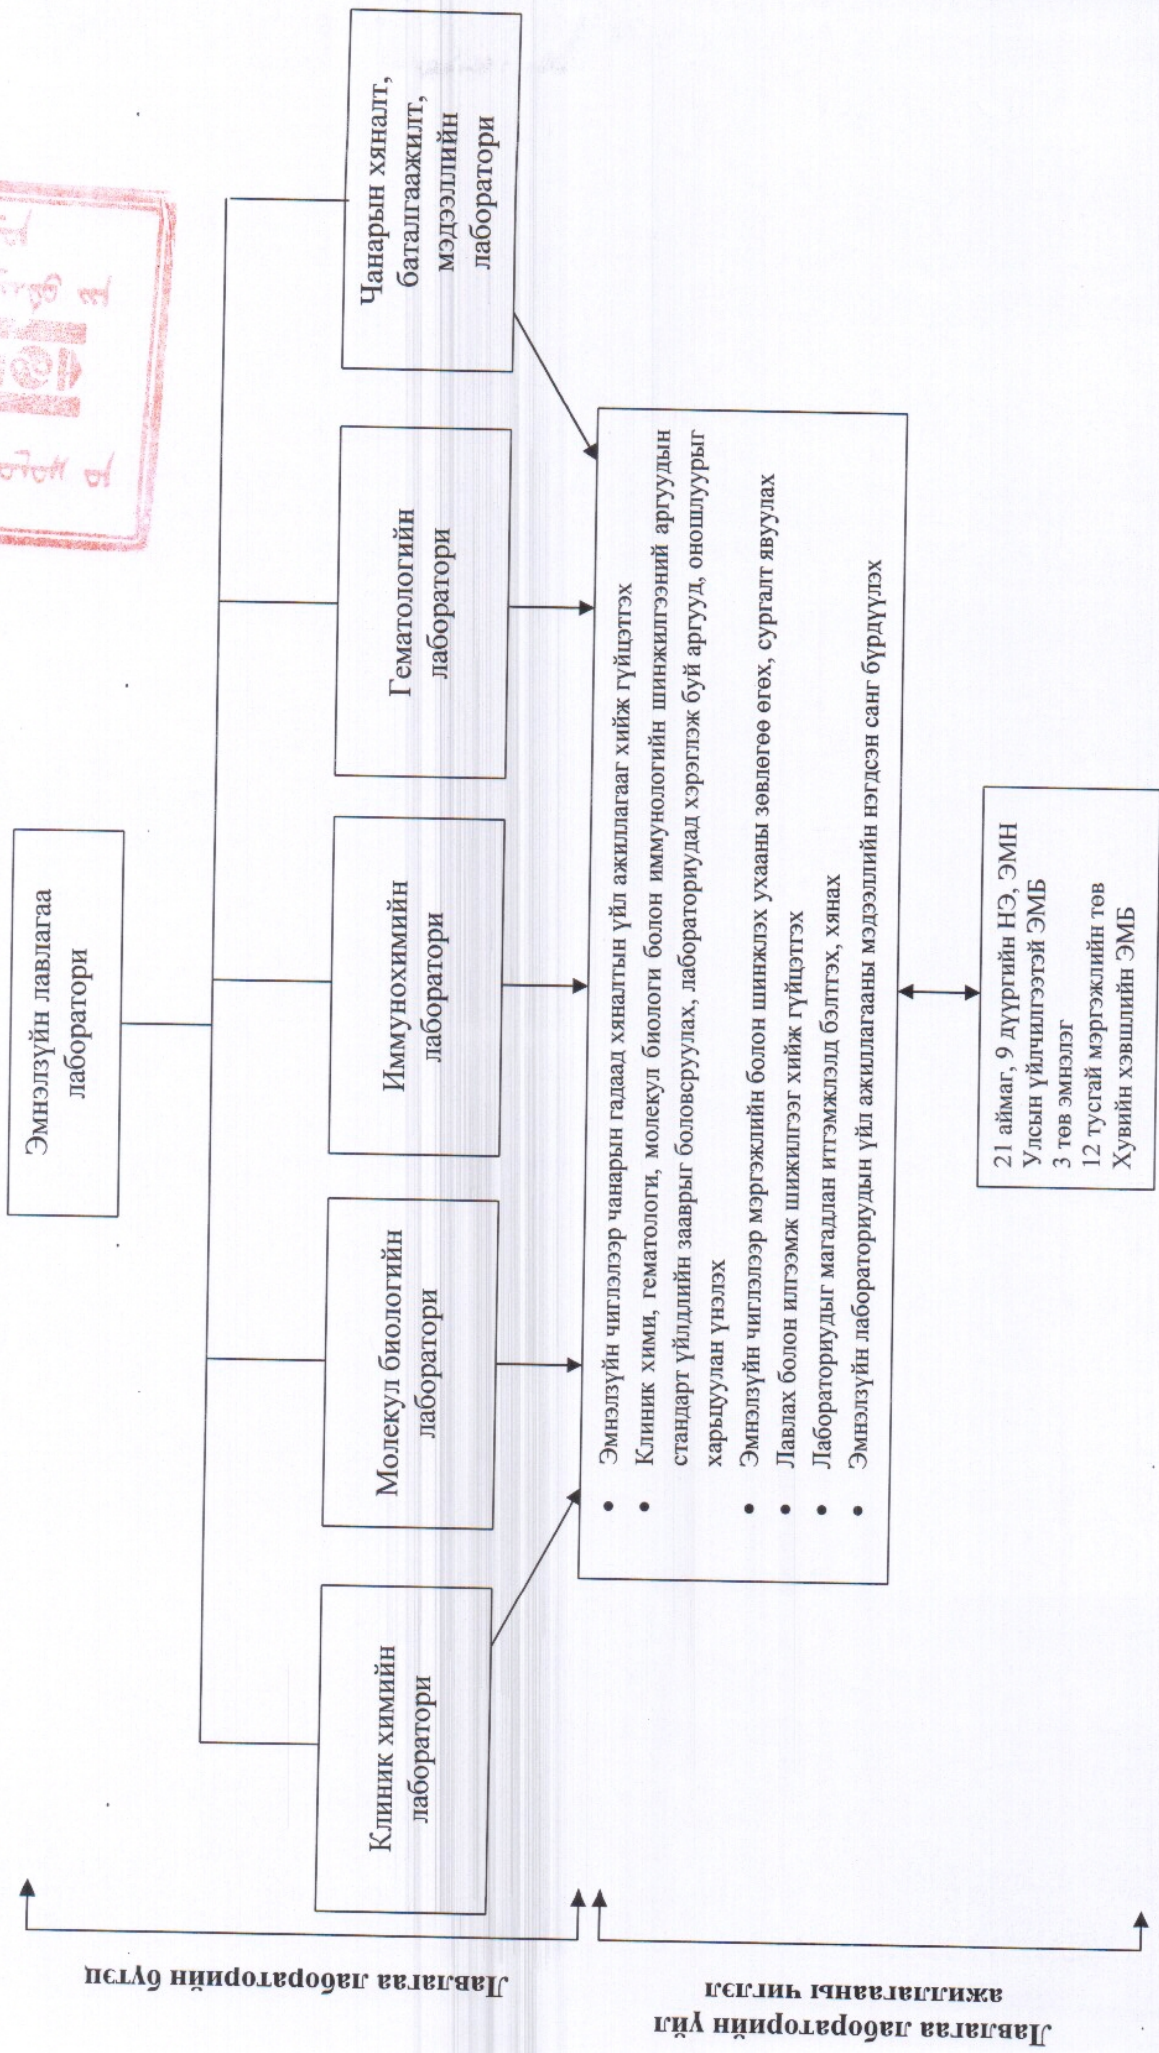 Эмнэлзүйн лавлагаа
лаборатори
Клиник химийн
лаборатори
Молекул биологийн
лаборатори
Иммунохимийн
лаборатори
Гематологийн
лаборатори
Чанарын хяналт,
баталгаажилт,
мэдээллийн
лаборатори
Лавлагаа лабораторийн бүтэц
• Эмнэлзүйн чиглэлээр чанарын гадаад хяналтын үйл ажиллагааг хийж гүйцэтгэх
• Клиник хими, гематологи, молекул биологи болон иммунологийн шинжилгээний аргуудын
стандарт үйлдлийн зааврыг боловсруулах, лабораториудад хэрэглэж буй аргууд, оношлуурыг
харьцуулан үнэлэх
• Эмнэлзүйн чиглэлээр мэргэжлийн болон шинжлэх ухааны зөвлөгөө өгөх, сургалт явуулах
• Лавлах болон илгээмж шижилгээг хийж гүйцэтгэх
• Лабораториудыг магадлан итгэмжлэлд бэлтгэх, хянах
• Эмнэлзүйн лабораториудын үйл ажиллагааны мэдээллийн нэгдсэн санг бүрдүүлэх
Лавлагаа лабораторийн үйл
ажиллагааны чиглэл
21 аймаг, 9 дүүргийн НЭ, ЭМН
Улсын үйлчилгээтэй ЭМБ
3 төв эмнэлэг
12 тусгай мэргэжлийн төв
Хувийн хэвшлийн ЭМБ